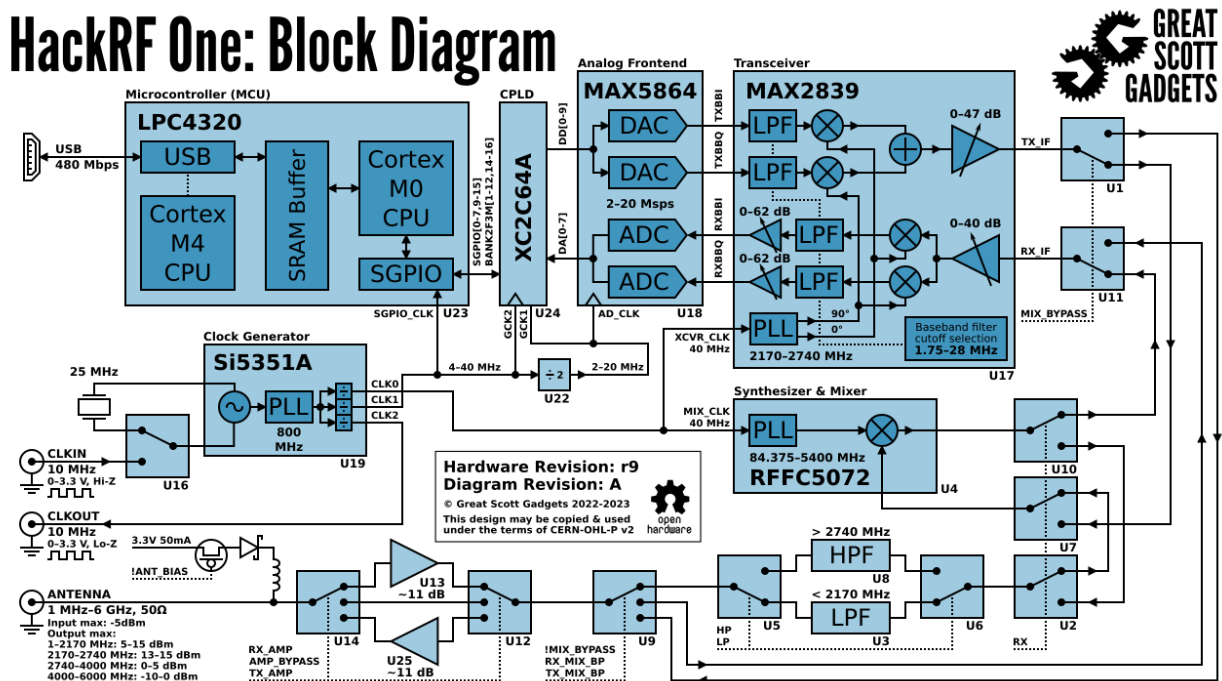 HackRF One: Block Diagram
GREAT
SCOTT
GADGETS
Microcontroller (MCU)
LPC4320
USB
480 Mbps
USB
Cortex
M4
CPU
SRAM Buffer
Cortex
M0
CPU
SGPIO
SGPIO_CLK
U23
SGPIO[0-7,9-15]
BANK2F3M[1-12,14-16]
CPLD
XC2C64A
GCK2
GCK1
U24
DD[0-9]
DA[0-7]
Analog Frontend
MAX5864
DAC
DAC
2–20 Msps
ADC
ADC
AD_CLK
U18
TXBBI
TXBBQ
RXBBI
RXBBQ
Transceiver
MAX2839
LPF
LPF
0–47 dB
0–62 dB
LPF
0–62 dB
LPF
0–40 dB
PLL
90°
0°
2170–2740 MHz
Baseband filter
cutoff selection
1.75–28 MHz
U17
XCVR_CLK
40 MHz
TX_IF
U1
RX_IF
U11
MIX_BYPASS
Clock Generator
Si5351A
25 MHz
PLL
800
MHz
÷
÷
÷
CLK0
CLK1
CLK2
U19
4–40 MHz
÷2
U22
2–20 MHz
U16
CLKIN
10 MHz
0–3.3 V, Hi-Z
CLKOUT
10 MHz
0–3.3 V, Lo-Z
Synthesizer & Mixer
MIX_CLK
40 MHz
PLL
84.375–5400 MHz
RFFC5072
U4
U10
U7
U2
RX
Hardware Revision: r9
Diagram Revision: A
© Great Scott Gadgets 2022-2023
This design may be copied & used
under the terms of CERN-OHL-P v2
open
hardware
3.3V 50mA
!ANT_BIAS
ANTENNA
1 MHz–6 GHz, 50Ω
Input max: -5dBm
Output max:
1–2170 MHz: 5–15 dBm
2170–2740 MHz: 13–15 dBm
2740–4000 MHz: 0–5 dBm
4000–6000 MHz: -10–0 dBm
U14
RX_AMP
AMP_BYPASS
TX_AMP
U13
~11 dB
U25
~11 dB
U12
U9
!MIX_BYPASS
RX_MIX_BP
TX_MIX_BP
U5
HP
LP
> 2740 MHz
HPF
U8
< 2170 MHz
LPF
U3
U6